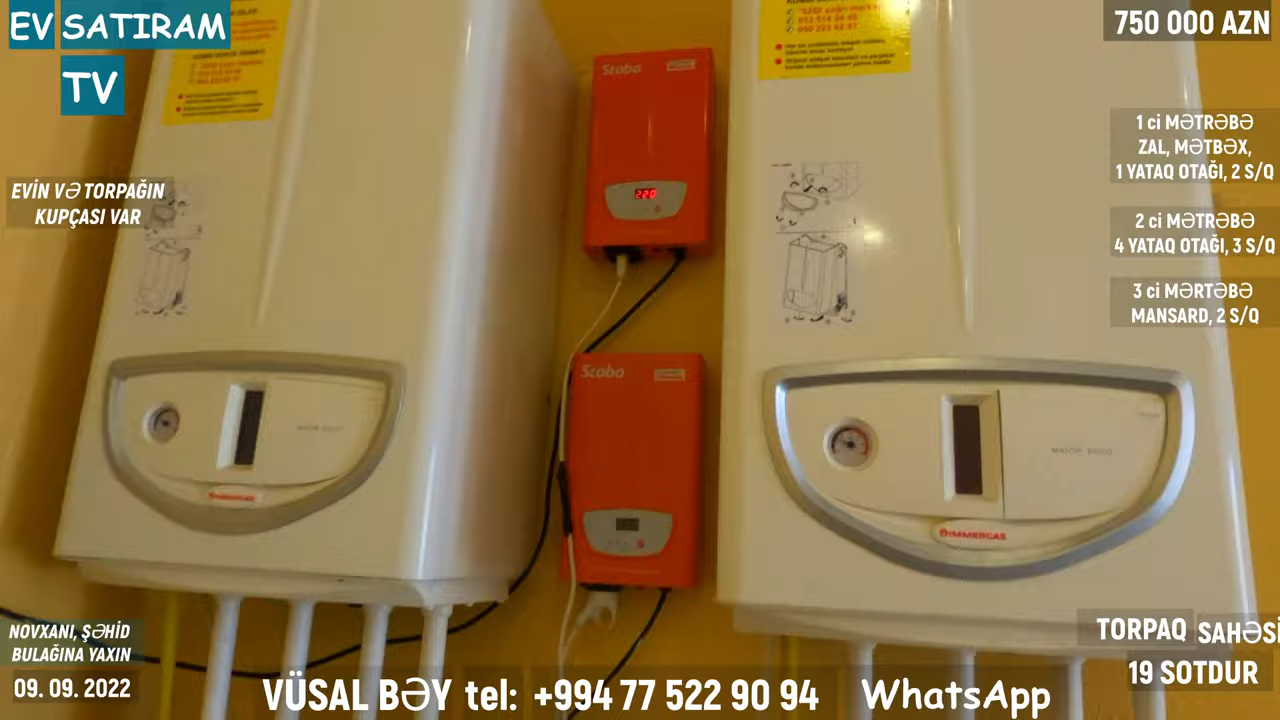 EV SATIRAM
TV
750 000 AZN
1 ci MƏTRƏBƏ
ZAL, MƏTBƏX,
1 YATAQ OTAĞI, 2 S/Q
EVİN VƏ TORPAĞIN
KUPÇASI VAR
2 ci MƏTRƏBƏ
4 YATAQ OTAĞI, 3 S/Q
3 ci MƏRTƏBƏ
MANSARD, 2 S/Q
Scoba
220
Scoba
IMMERGAS
IMMERGAS
NOVXANI, ŞƏHİD
BULAĞINA YAXIN
09. 09. 2022
TORPAQ SAHƏSİ
19 SOTDUR
VÜSAL BƏY tel: +994 77 522 90 94 WhatsApp